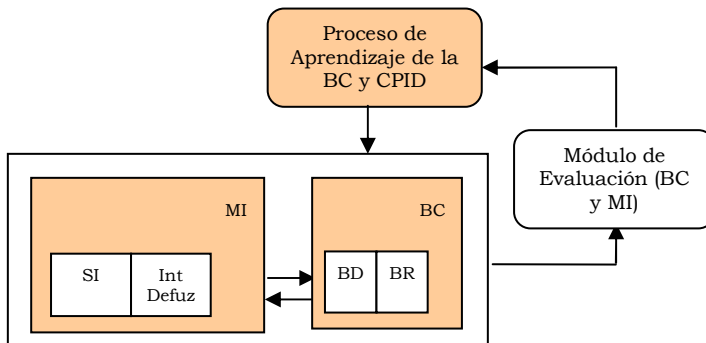 Proceso de
Aprendizaje de la
BC y CPID
Módulo de
Evaluación (BC
y MI)
MI
BC
SI
Int
Defuz
BD
BR